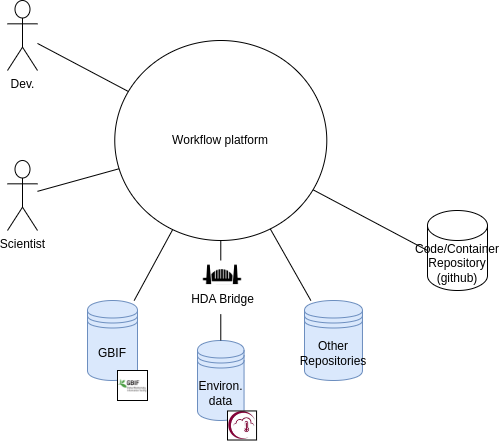 Dev.
Workflow platform
Scientist
Code/Container
Repository
(github)
HDA Bridge
GBIF
Other
Repositories
Environ.
data
GBIF